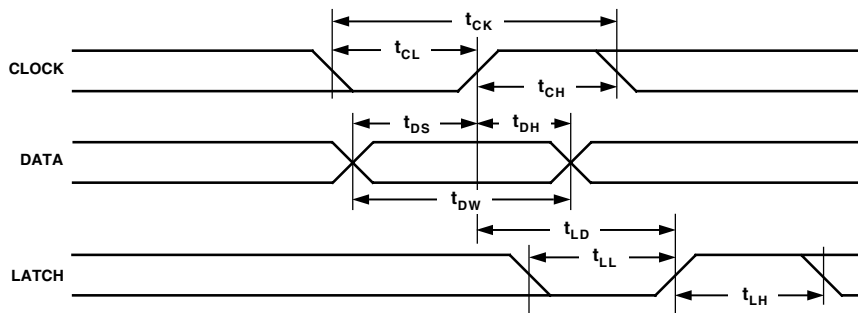 tCK
tCL
CLOCK
tCH
tDS
tDH
DATA
tDW
tLD
tLL
LATCH
tLH